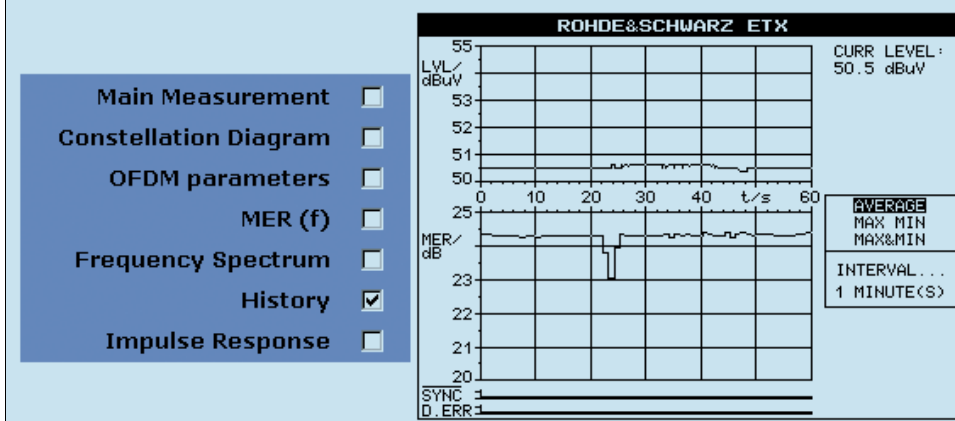 Main Measurement
Constellation Diagram
OFDM parameters
MER (f)
Frequency Spectrum
History
Impulse Response
ROHDE&SCHWARZ ETX
55
LVL/
dBuV
53
52
51
50
0 10 20 30 40 t/s 60
CURR LEVEL:
50.5 dBuV
25
MER/
dB
23
22
21
20
SYNC 1
D.ERR 1
AVERAGE
MAX MIN
MAX&MIN
INTERVAL...
1 MINUTE(S)